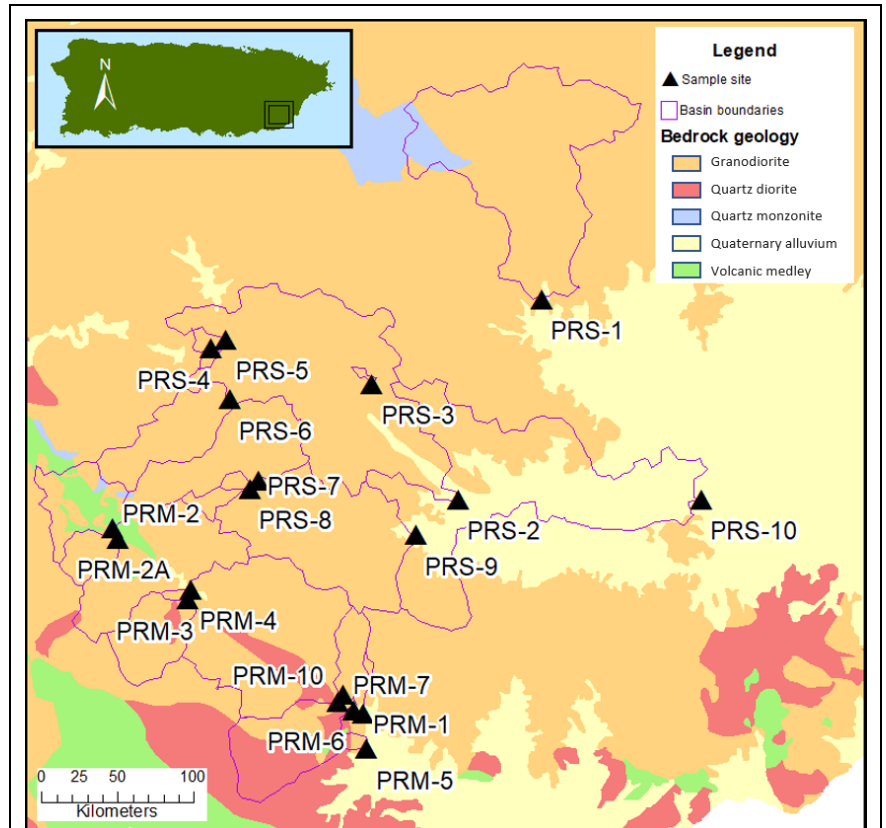 N
Legend
Sample site
Basin boundaries
Bedrock geology
Granodiorite
Quartz diorite
Quartz monzonite
Quaternary alluvium
Volcanic medley
PRS-1
PRS-4
PRS-5
PRS-3
PRS-6
PRS-7
PRS-8
PRM-2
PRS-2
PRS-10
PRS-9
PRM-2A
PRM-3
PRM-4
PRM-10
PRM-7
PRM-1
PRM-6
PRM-5
0 25 50 100
Kilometers